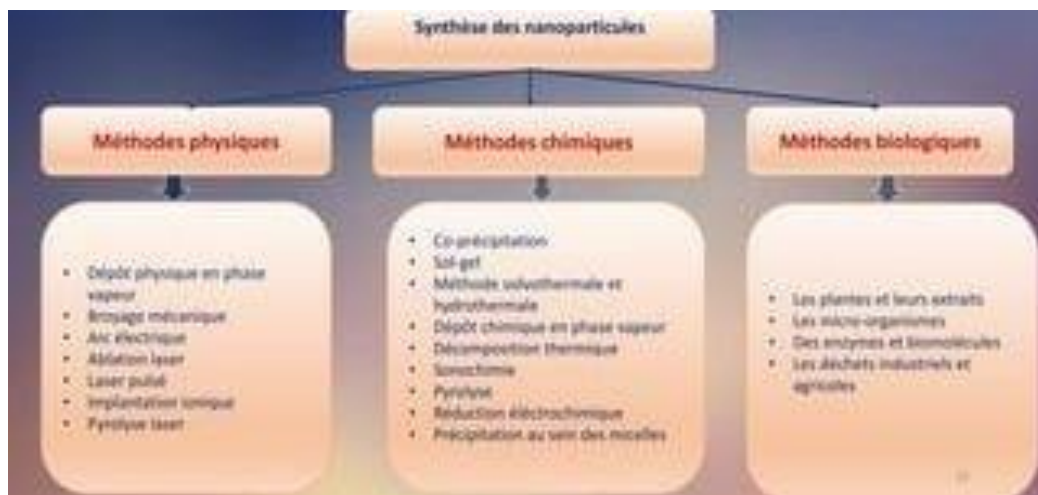 Synthèse des nanoparticules
Méthodes physiques
Méthodes chimiques
Méthodes biologiques
• Dépôt physique en phase
vapeur
• Broyage mécanique
• Arc électrique
• Ablation laser
• Laser pulsé
• Implantation ionique
• Pyrolyse laser
• Co-précipitation
• Sol-gel
• Méthode solvothermale et
hydrothermale
• Dépôt chimique en phase vapeur
• Décomposition thermique
• Sonochimie
• Pyrolyse
• Réduction éléctrochimique
• Précipitation au sein des micelles
• Les plantes et leurs extraits
• Les micro-organismes
• Des enzymes et biomolécules
• Les déchets industriels et
agricoles